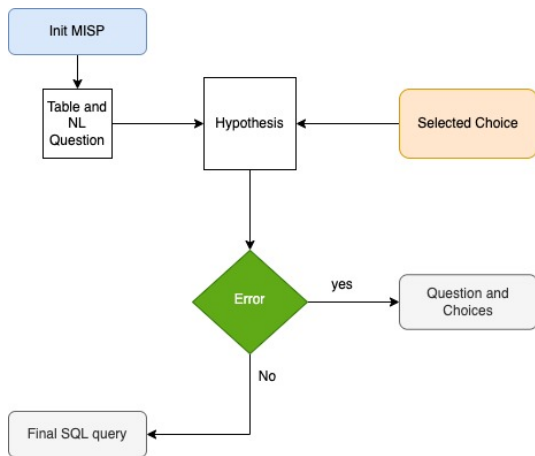 Init MISP
Table and
NL
Question
Hypothesis
Selected Choice
Error
yes
Question and
Choices
No
Final SQL query